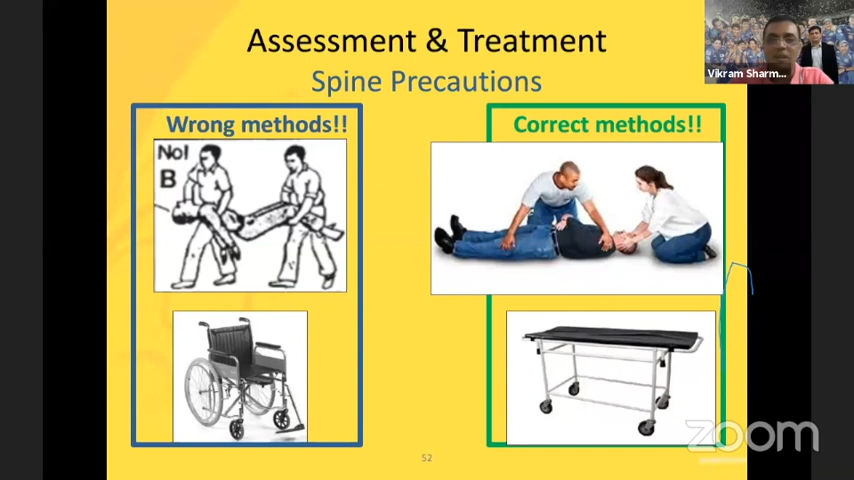 Assessment & Treatment
Spine Precautions
Vikram Sharm...
Wrong methods!!
No!
B
Correct methods!!
52
zoom